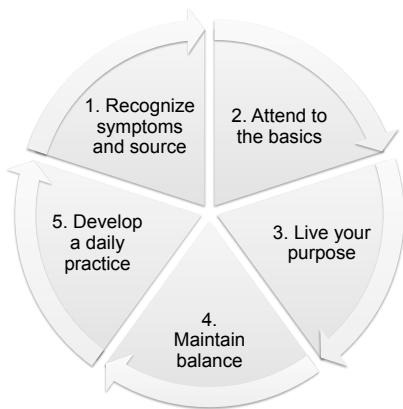 1. Recognize
symptoms
and source
2. Attend to
the basics
3. Live your
purpose
4.
Maintain
balance
5. Develop
a daily
practice